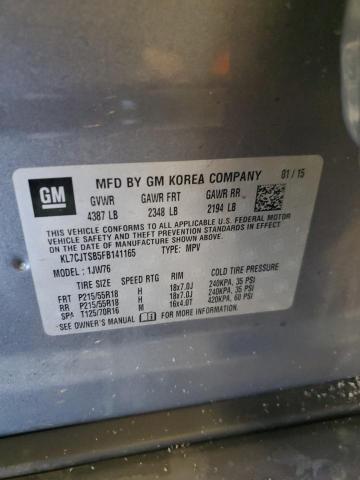 GM
MFD BY GM KOREA COMPANY 01 / 15
GVWR GAWR FRT GAWR RR
4387 LB 2348 LB 2194 LB
THIS VEHICLE CONFORMS TO ALL APPLICABLE U.S. FEDERAL MOTOR
VEHICLE SAFETY, BUMPER, AND THEFT PREVENTION STANDARDS IN
EFFECT ON THE DATE OF MANUFACTURE SHOWN ABOVE.
KL7CJTSB5FB141165 TYPE: MPV
: 1JW76
TIRE SIZE SPEED RTG RIM COLD TIRE PRESSURE
FRT P215/55R18 H 18x7.0J 240KPA, 35 PSI
RR P215/55R18 H 18x7.0J 240KPA, 35 PSI
SPA T125/70R16 M 16x4.0T 420KPA, 60 PSI
SEE OWNER'S MANUAL FOR MORE INFORMATION.